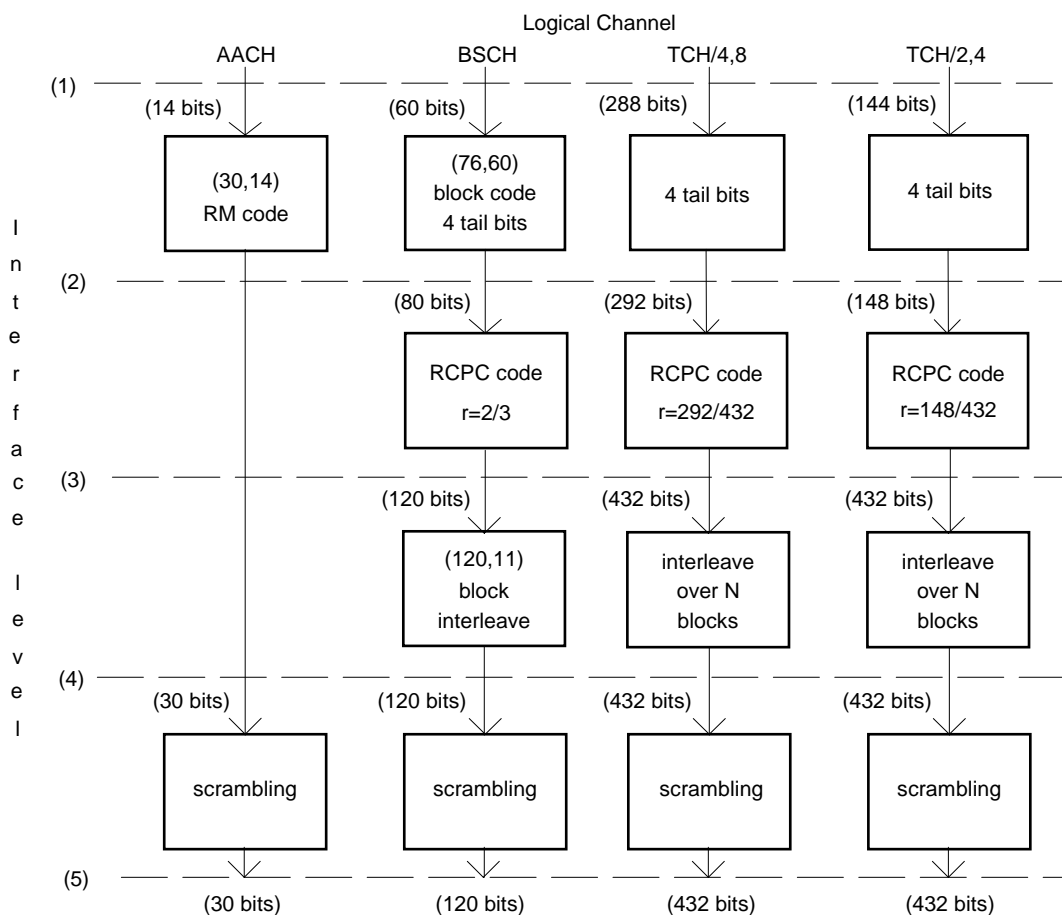 Logical Channel
AACH BSCH TCH/4,8 TCH/2,4
(1)
(14 bits) (60 bits) (288 bits) (144 bits)
(30,14)
RM code
(76,60)
block code
4 tail bits
4 tail bits
4 tail bits
Interface level
(2)
(80 bits) (292 bits) (148 bits)
RCPC code
r=2/3
RCPC code
r=292/432
RCPC code
r=148/432
(3)
(120 bits) (432 bits) (432 bits)
(120,11)
block
interleave
interleave
over N
blocks
interleave
over N
blocks
(4)
(30 bits) (120 bits) (432 bits) (432 bits)
scrambling scrambling scrambling scrambling
(5)
(30 bits) (120 bits) (432 bits) (432 bits)